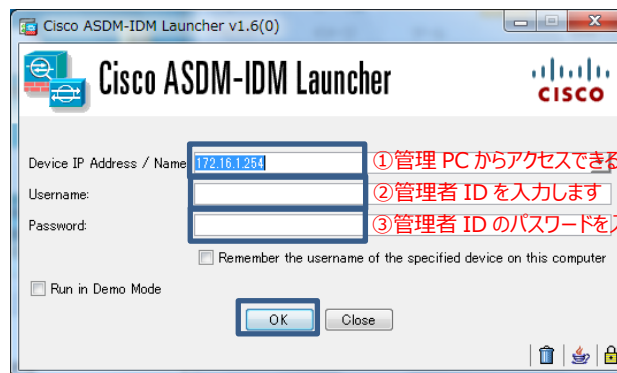 Cisco ASDM-IDM Launcher v1.6(0)
Cisco ASDM-IDM Launcher
CISCO
Device IP Address / Name 172.16.1.254 ①管理 PC からアクセスできる
Username: ②管理者 ID を入力します
Password: ③管理者 ID のパスワードを
Remember the username of the specified device on this computer
Run in Demo Mode
OK Close